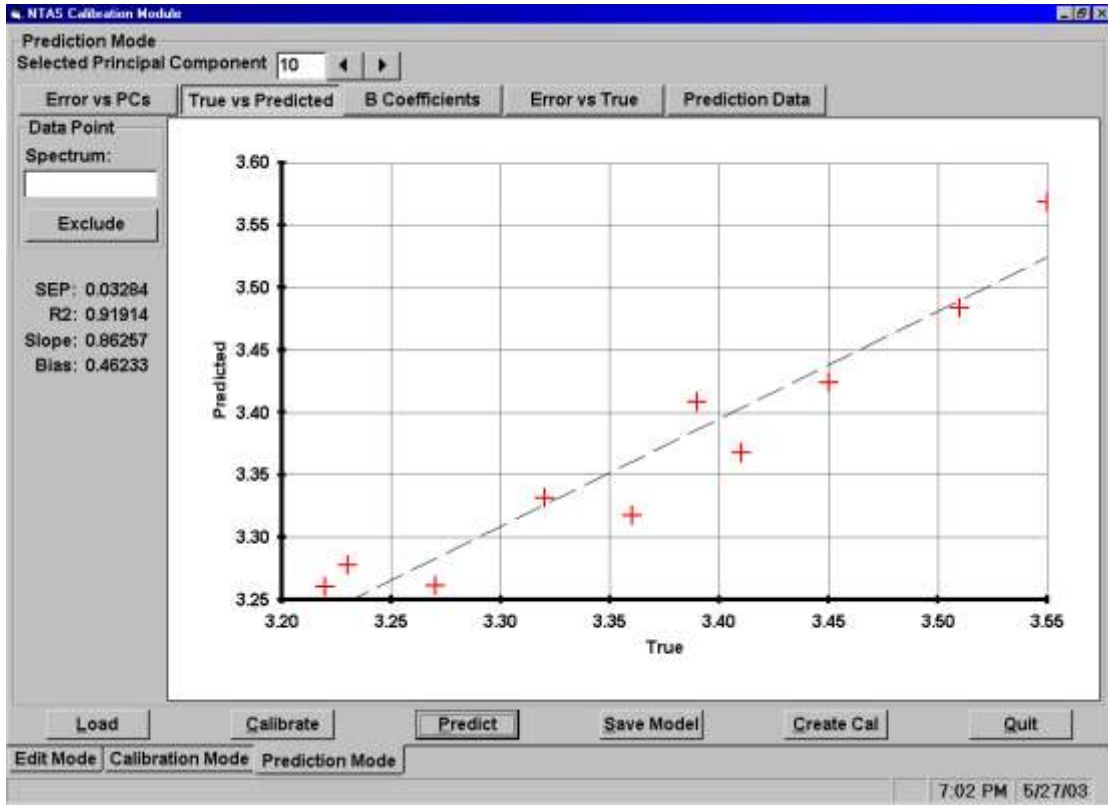 NTAS Calibration Module
Prediction Mode
Selected Principal Component 10
Error vs PCs True vs Predicted B Coefficients Error vs True Prediction Data
Data Point
Spectrum:
Exclude
SEP: 0.03284
R2: 0.91914
Slope: 0.86257
Bias: 0.46233
3.60
3.55
3.50
3.45
3.40
3.35
3.30
3.25
Predicted
3.20 3.25 3.30 3.35 3.40 3.45 3.50 3.55
True
Load Calibrate Predict Save Model Create Cal Quit
Edit Mode Calibration Mode Prediction Mode
7:02 PM 5/27/03